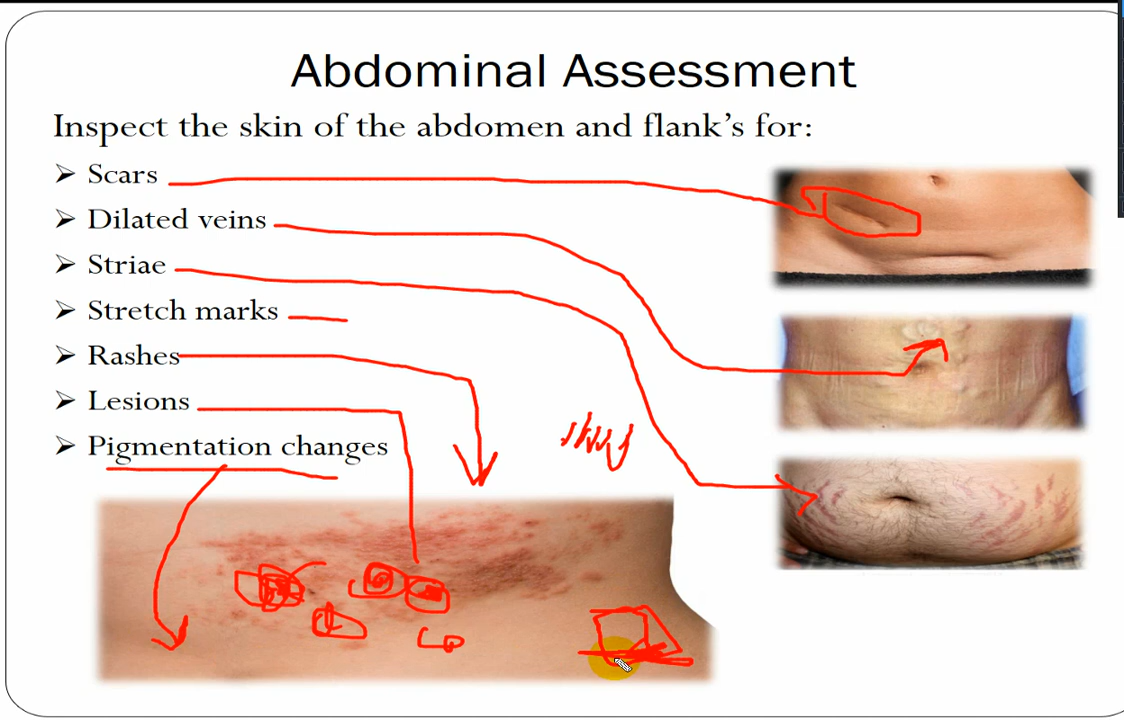 Abdominal Assessment
Inspect the skin of the abdomen and flank's for:
➢ Scars
➢ Dilated veins
➢ Striae
➢ Stretch marks
➢ Rashes
➢ Lesions
➢ Pigmentation changes